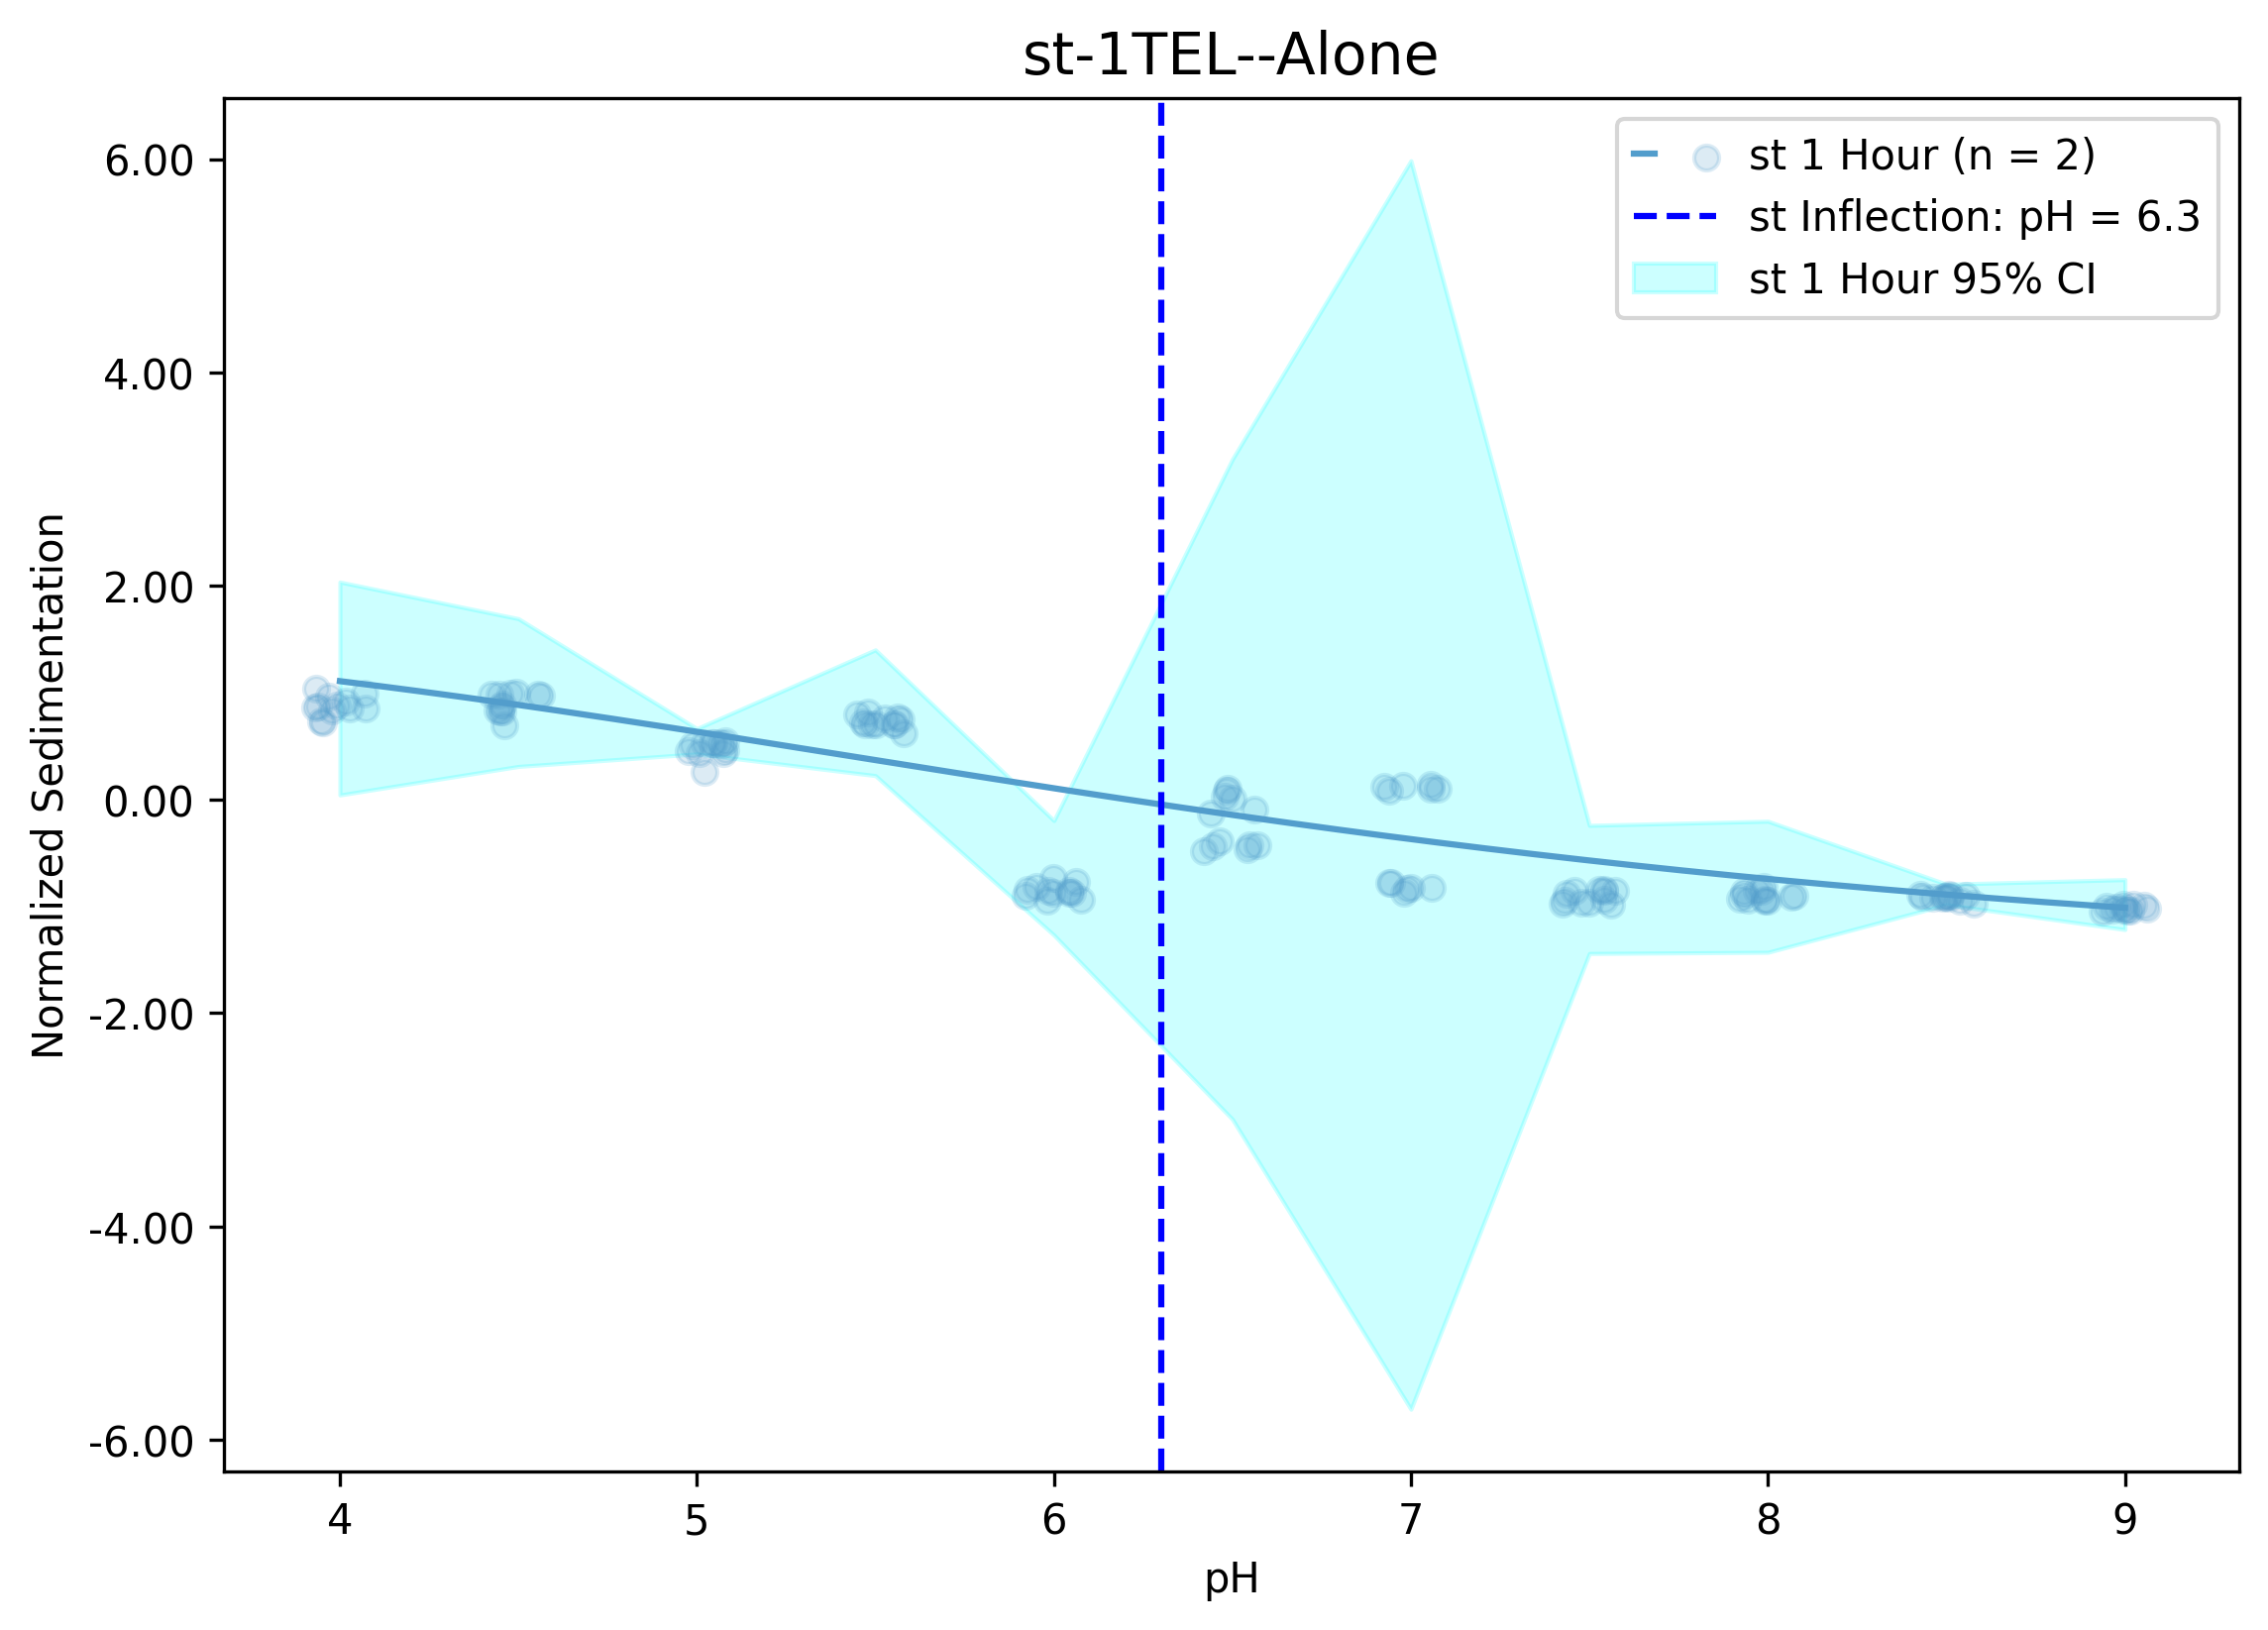 st-1TEL--Alone
st 1 Hour (n = 2)
st Inflection: pH = 6.3
st 1 Hour 95% CI
Normalized Sedimentation
6.00
4.00
2.00
0.00
-2.00
-4.00
-6.00
4 5 6 7 8 9
pH